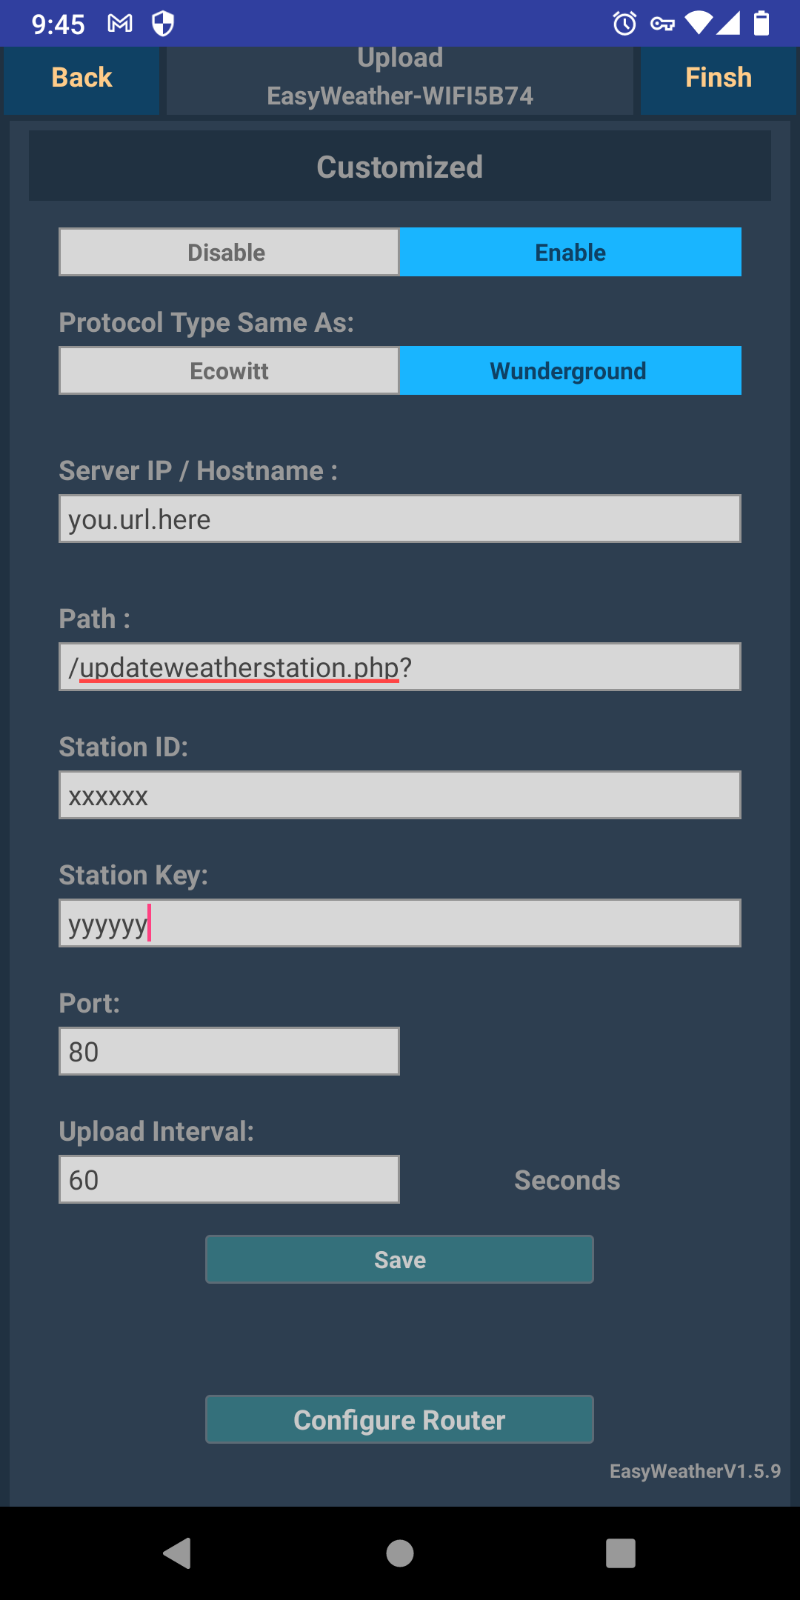 9:45
Upload
Back
EasyWeather-WIFI5B74
Finsh
Customized
Disable
Enable
Protocol Type Same As:
Ecowitt
Wunderground
Server IP / Hostname :
you.url.here
Path :
/updateweatherstation.php?
Station ID:
xxxxxx
Station Key:
yyyyyy
Port:
80
Upload Interval:
60
Seconds
Save
Configure Router
EasyWeatherV1.5.9